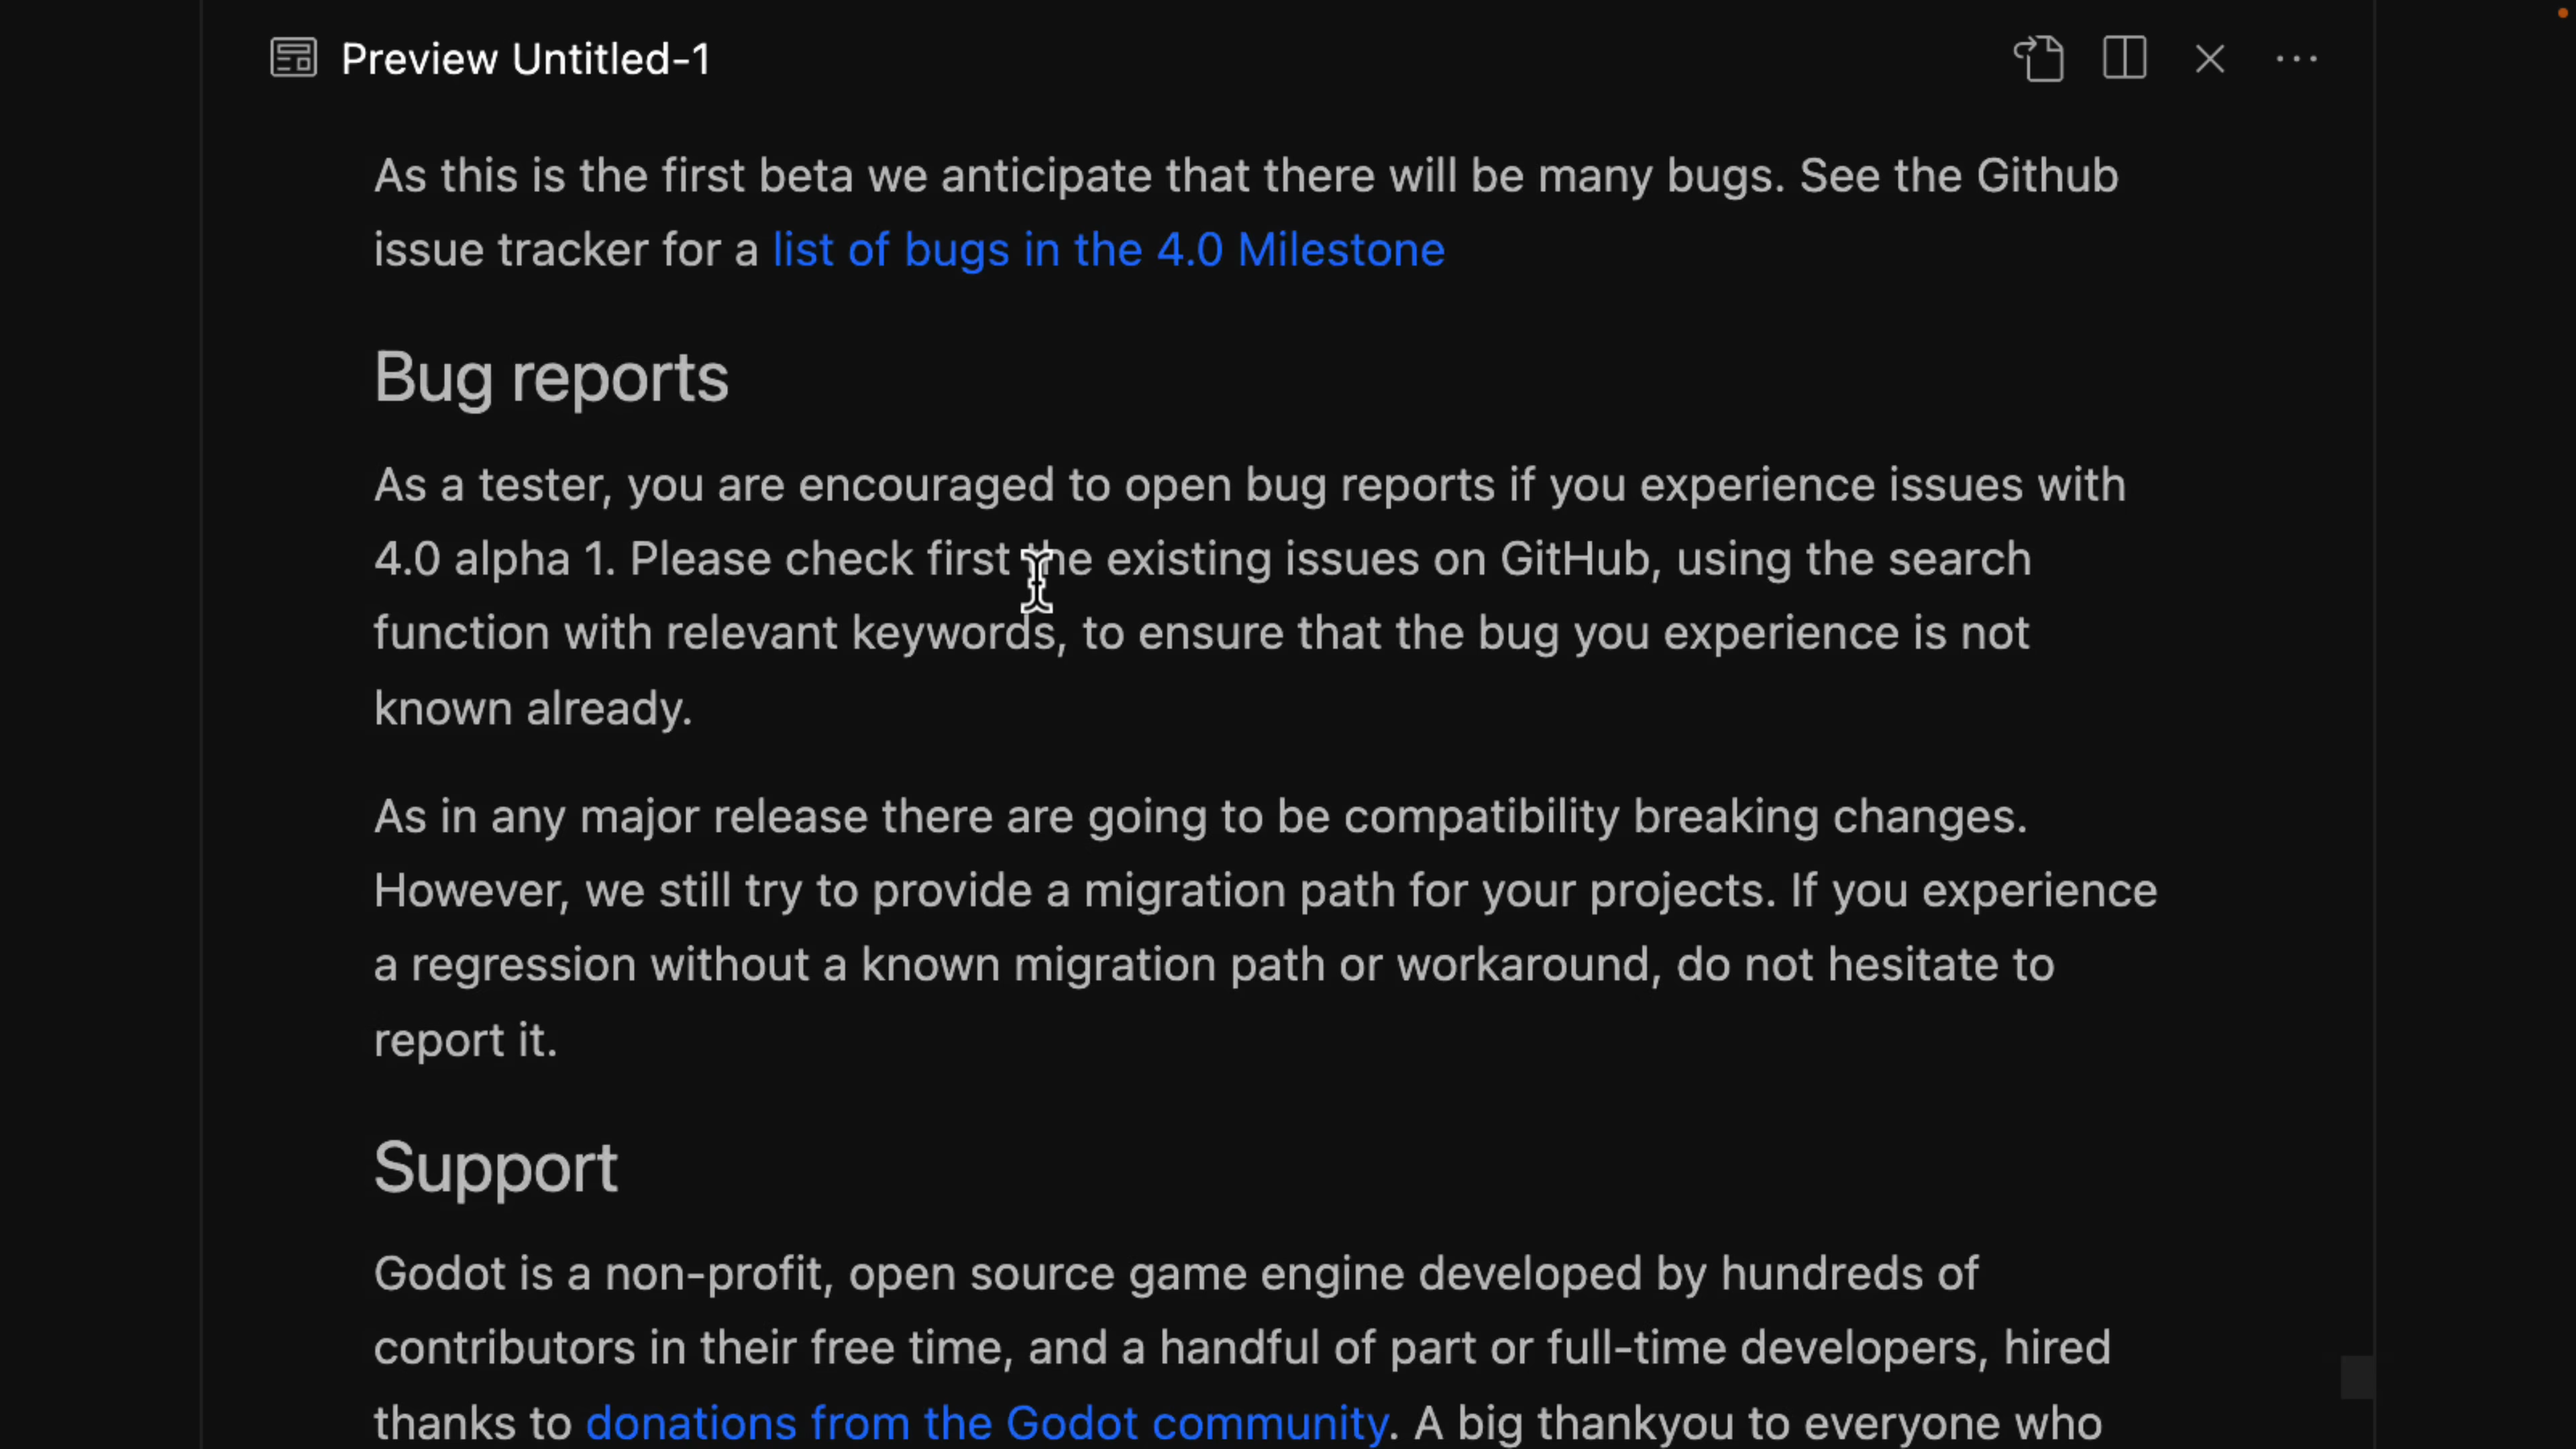 Preview Untitled-1
As this is the first beta we anticipate that there will be many bugs. See the Github
issue tracker for a list of bugs in the 4.0 Milestone
Bug reports
As a tester, you are encouraged to open bug reports if you experience issues with
4.0 alpha 1. Please check first the existing issues on GitHub, using the search
function with relevant keywords, to ensure that the bug you experience is not
known already.
As in any major release there are going to be compatibility breaking changes.
However, we still try to provide a migration path for your projects. If you experience
a regression without a known migration path or workaround, do not hesitate to
report it.
Support
Godot is a non-profit, open source game engine developed by hundreds of
contributors in their free time, and a handful of part or full-time developers, hired
thanks to donations from the Godot community. A big thankyou to everyone who